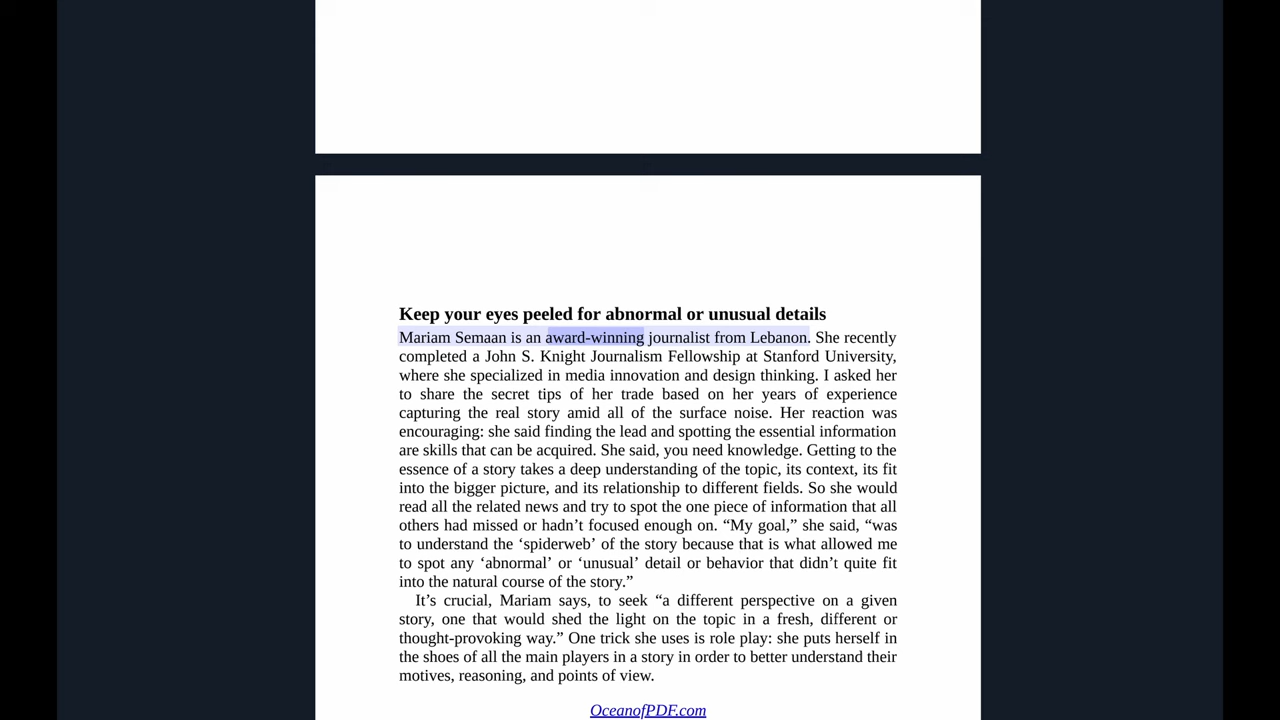 Keep your eyes peeled for abnormal or unusual details
Mariam Semaan is an award-winning journalist from Lebanon. She recently
completed a John S. Knight Journalism Fellowship at Stanford University,
where she specialized in media innovation and design thinking. I asked her
to share the secret tips of her trade based on her years of experience
capturing the real story amid all of the surface noise. Her reaction was
encouraging: she said finding the lead and spotting the essential information
are skills that can be acquired. She said, you need knowledge. Getting to the
essence of a story takes a deep understanding of the topic, its context, its fit
into the bigger picture, and its relationship to different fields. So she would
read all the related news and try to spot the one piece of information that all
others had missed or hadn’t focused enough on. “My goal,” she said, “was
to understand the ‘spiderweb’ of the story because that is what allowed me
to spot any ‘abnormal’ or ‘unusual’ detail or behavior that didn’t quite fit
into the natural course of the story.”
It’s crucial, Mariam says, to seek “a different perspective on a given
story, one that would shed the light on the topic in a fresh, different or
thought-provoking way.” One trick she uses is role play: she puts herself in
the shoes of all the main players in a story in order to better understand their
motives, reasoning, and points of view.
OceanofPDF.com